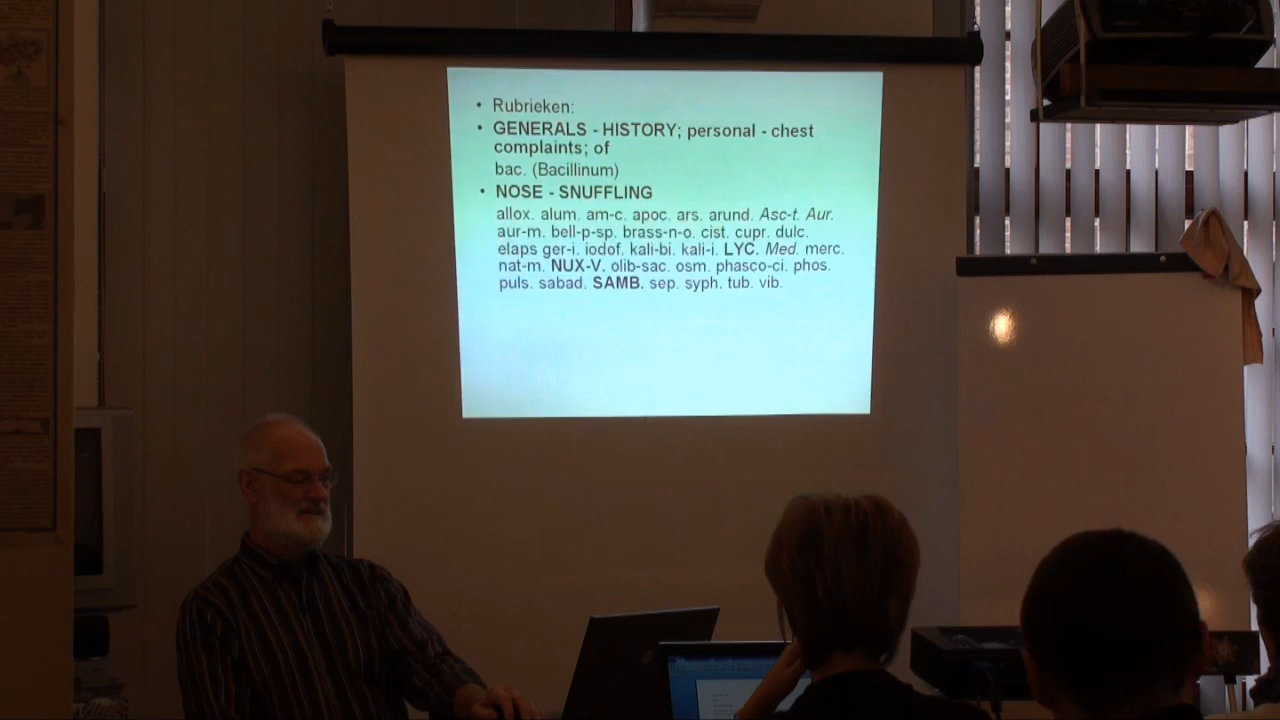 • Rubrieken:
• GENERALS - HISTORY; personal - chest
complaints; of
bac. (Bacillinum)
• NOSE - SNUFFLING
allox. alum. am-c. apoc. ars. arund. Asc-t. Aur.
aur-m. bell-p-sp. brass-n-o. cist. cupr. dulc.
elaps ger-i. iodof. kali-bi. kali-i. LYC. Med. merc.
nat-m. NUX-V. olib-sac. osm. phasco-ci. phos.
puls. sabad. SAMB. sep. syph. tub. vib.